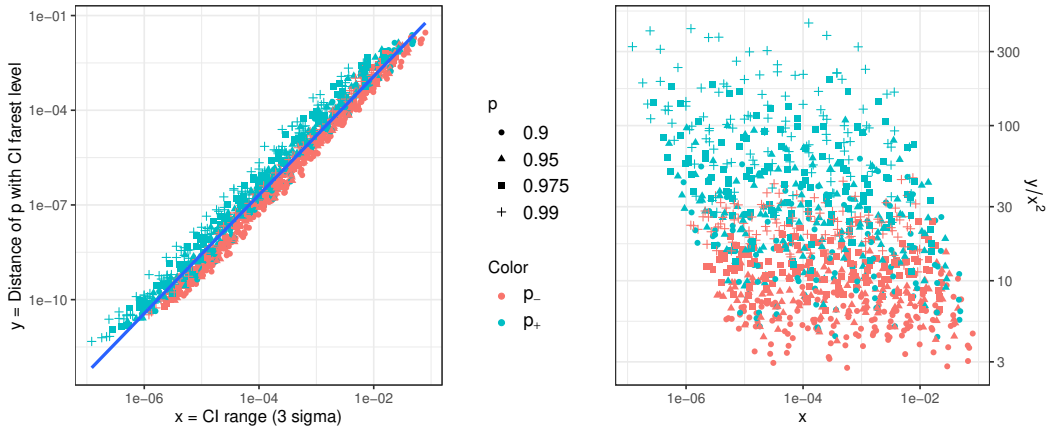 1e-01
1e-04
1e-07
1e-10
y = Distance of p with CI farest level
1e-06
1e-04
1e-02
x = CI range (3 sigma)
p
0.9
0.95
0.975
0.99
Color
p₋
p₊
300
100
30
10
3
y/x²
1e-06
1e-04
1e-02
x